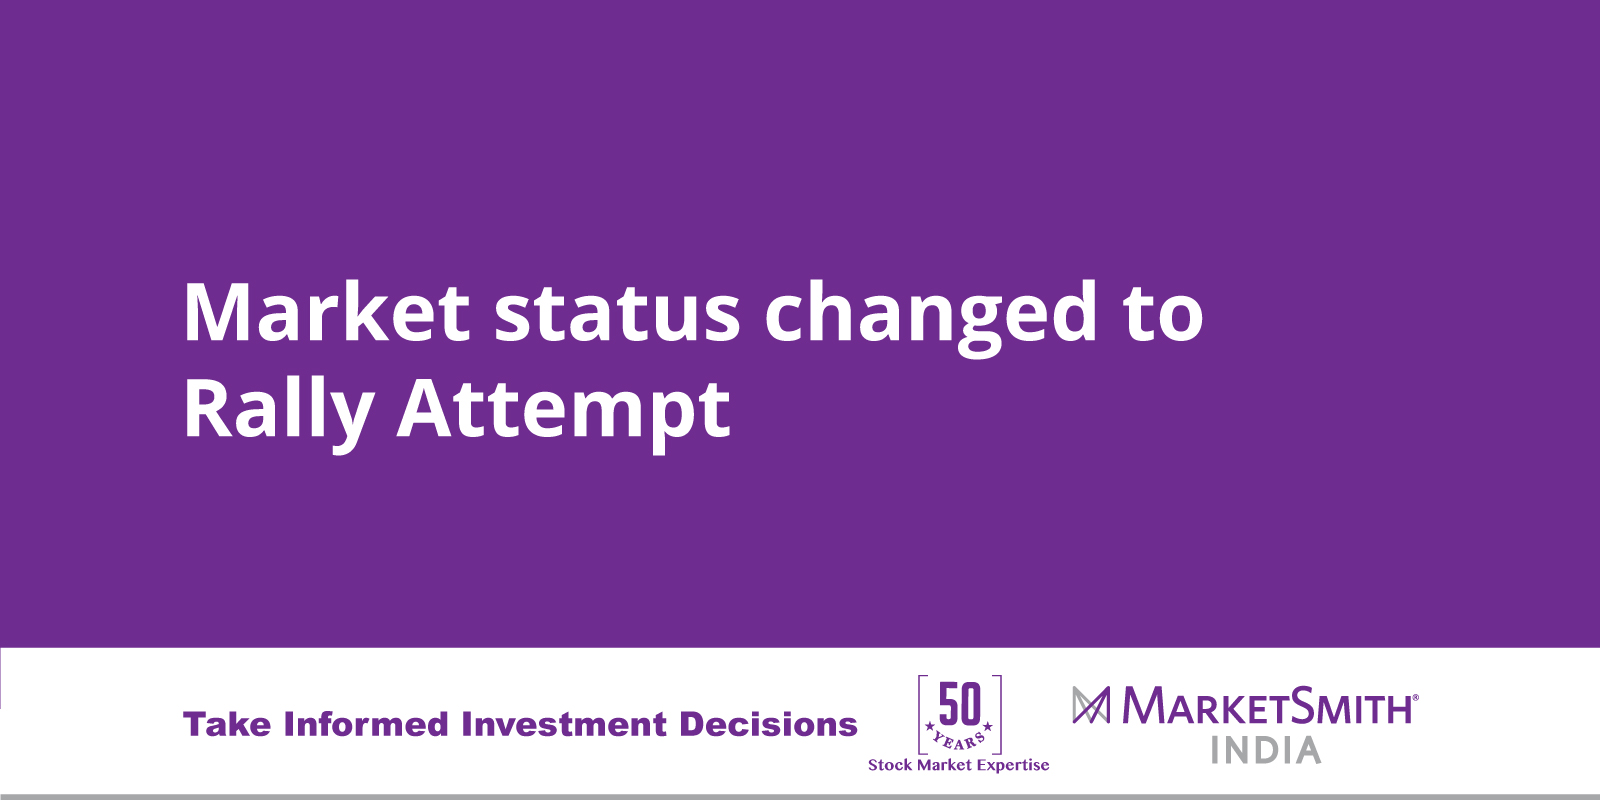 Market status changed to
Rally Attempt
Take Informed Investment Decisions
50
YEARS
Stock Market Expertise
MARKETSMITH®
INDIA